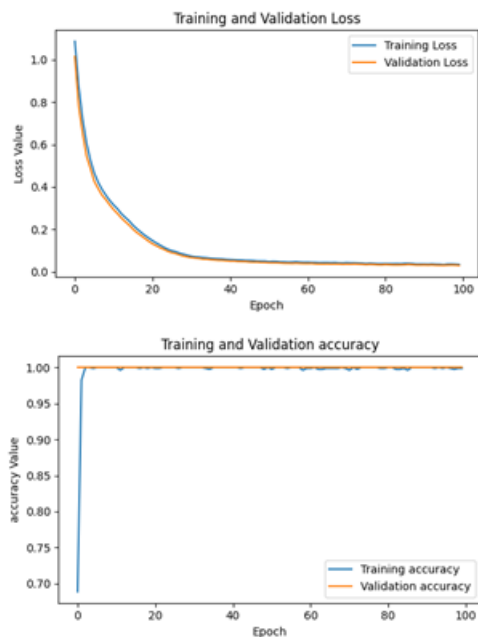 Training and Validation Loss
Training Loss
Validation Loss
1.0
0.8
0.6
0.4
0.2
0.0
Loss Value
0 20 40 60 80 100
Epoch
Training and Validation accuracy
1.00
0.95
0.90
0.85
0.80
0.75
0.70
accuracy Value
Training accuracy
Validation accuracy
0 20 40 60 80 100
Epoch